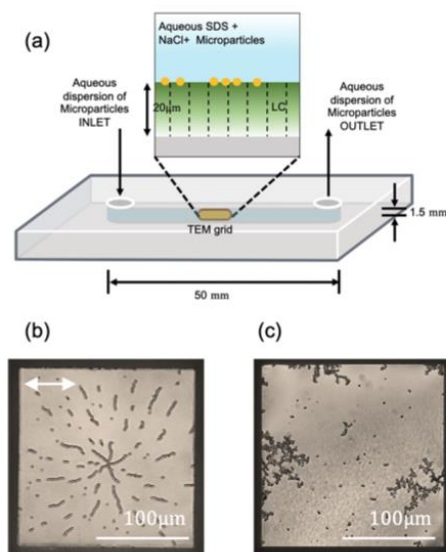 (a)
Aqueous SDS +
NaCl+ Microparticles
Aqueous
dispersion of
Microparticles
INLET
20μm
LC
Aqueous
dispersion of
Microparticles
OUTLET
TEM grid
1.5 mm
50 mm
(b)
(c)
100μm
100μm